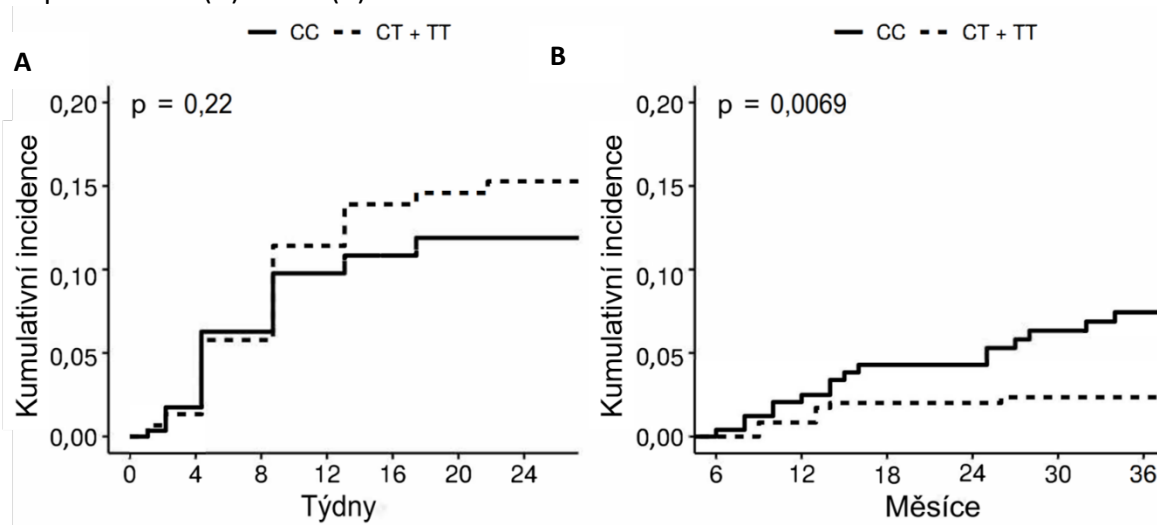 A
CC CT + TT
p = 0,22
0,20
0,15
0,10
0,05
0,00
Kumulativní incidence
0 4 8 12 16 20 24
Týdny
B
CC CT + TT
p = 0,0069
0,20
0,15
0,10
0,05
0,00
Kumulativní incidence
6 12 18 24 30 36
Měsíce